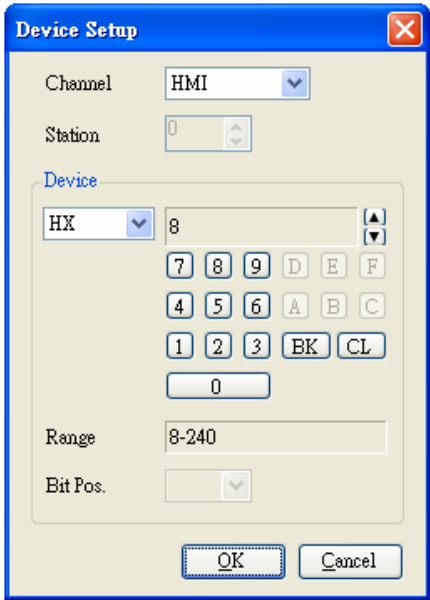 Device Setup
Channel HMI
Station 0
Device
HX 8
7 8 9 D E F
4 5 6 A B C
1 2 3 BK CL
0
Range 8-240
Bit Pos.
OK Cancel